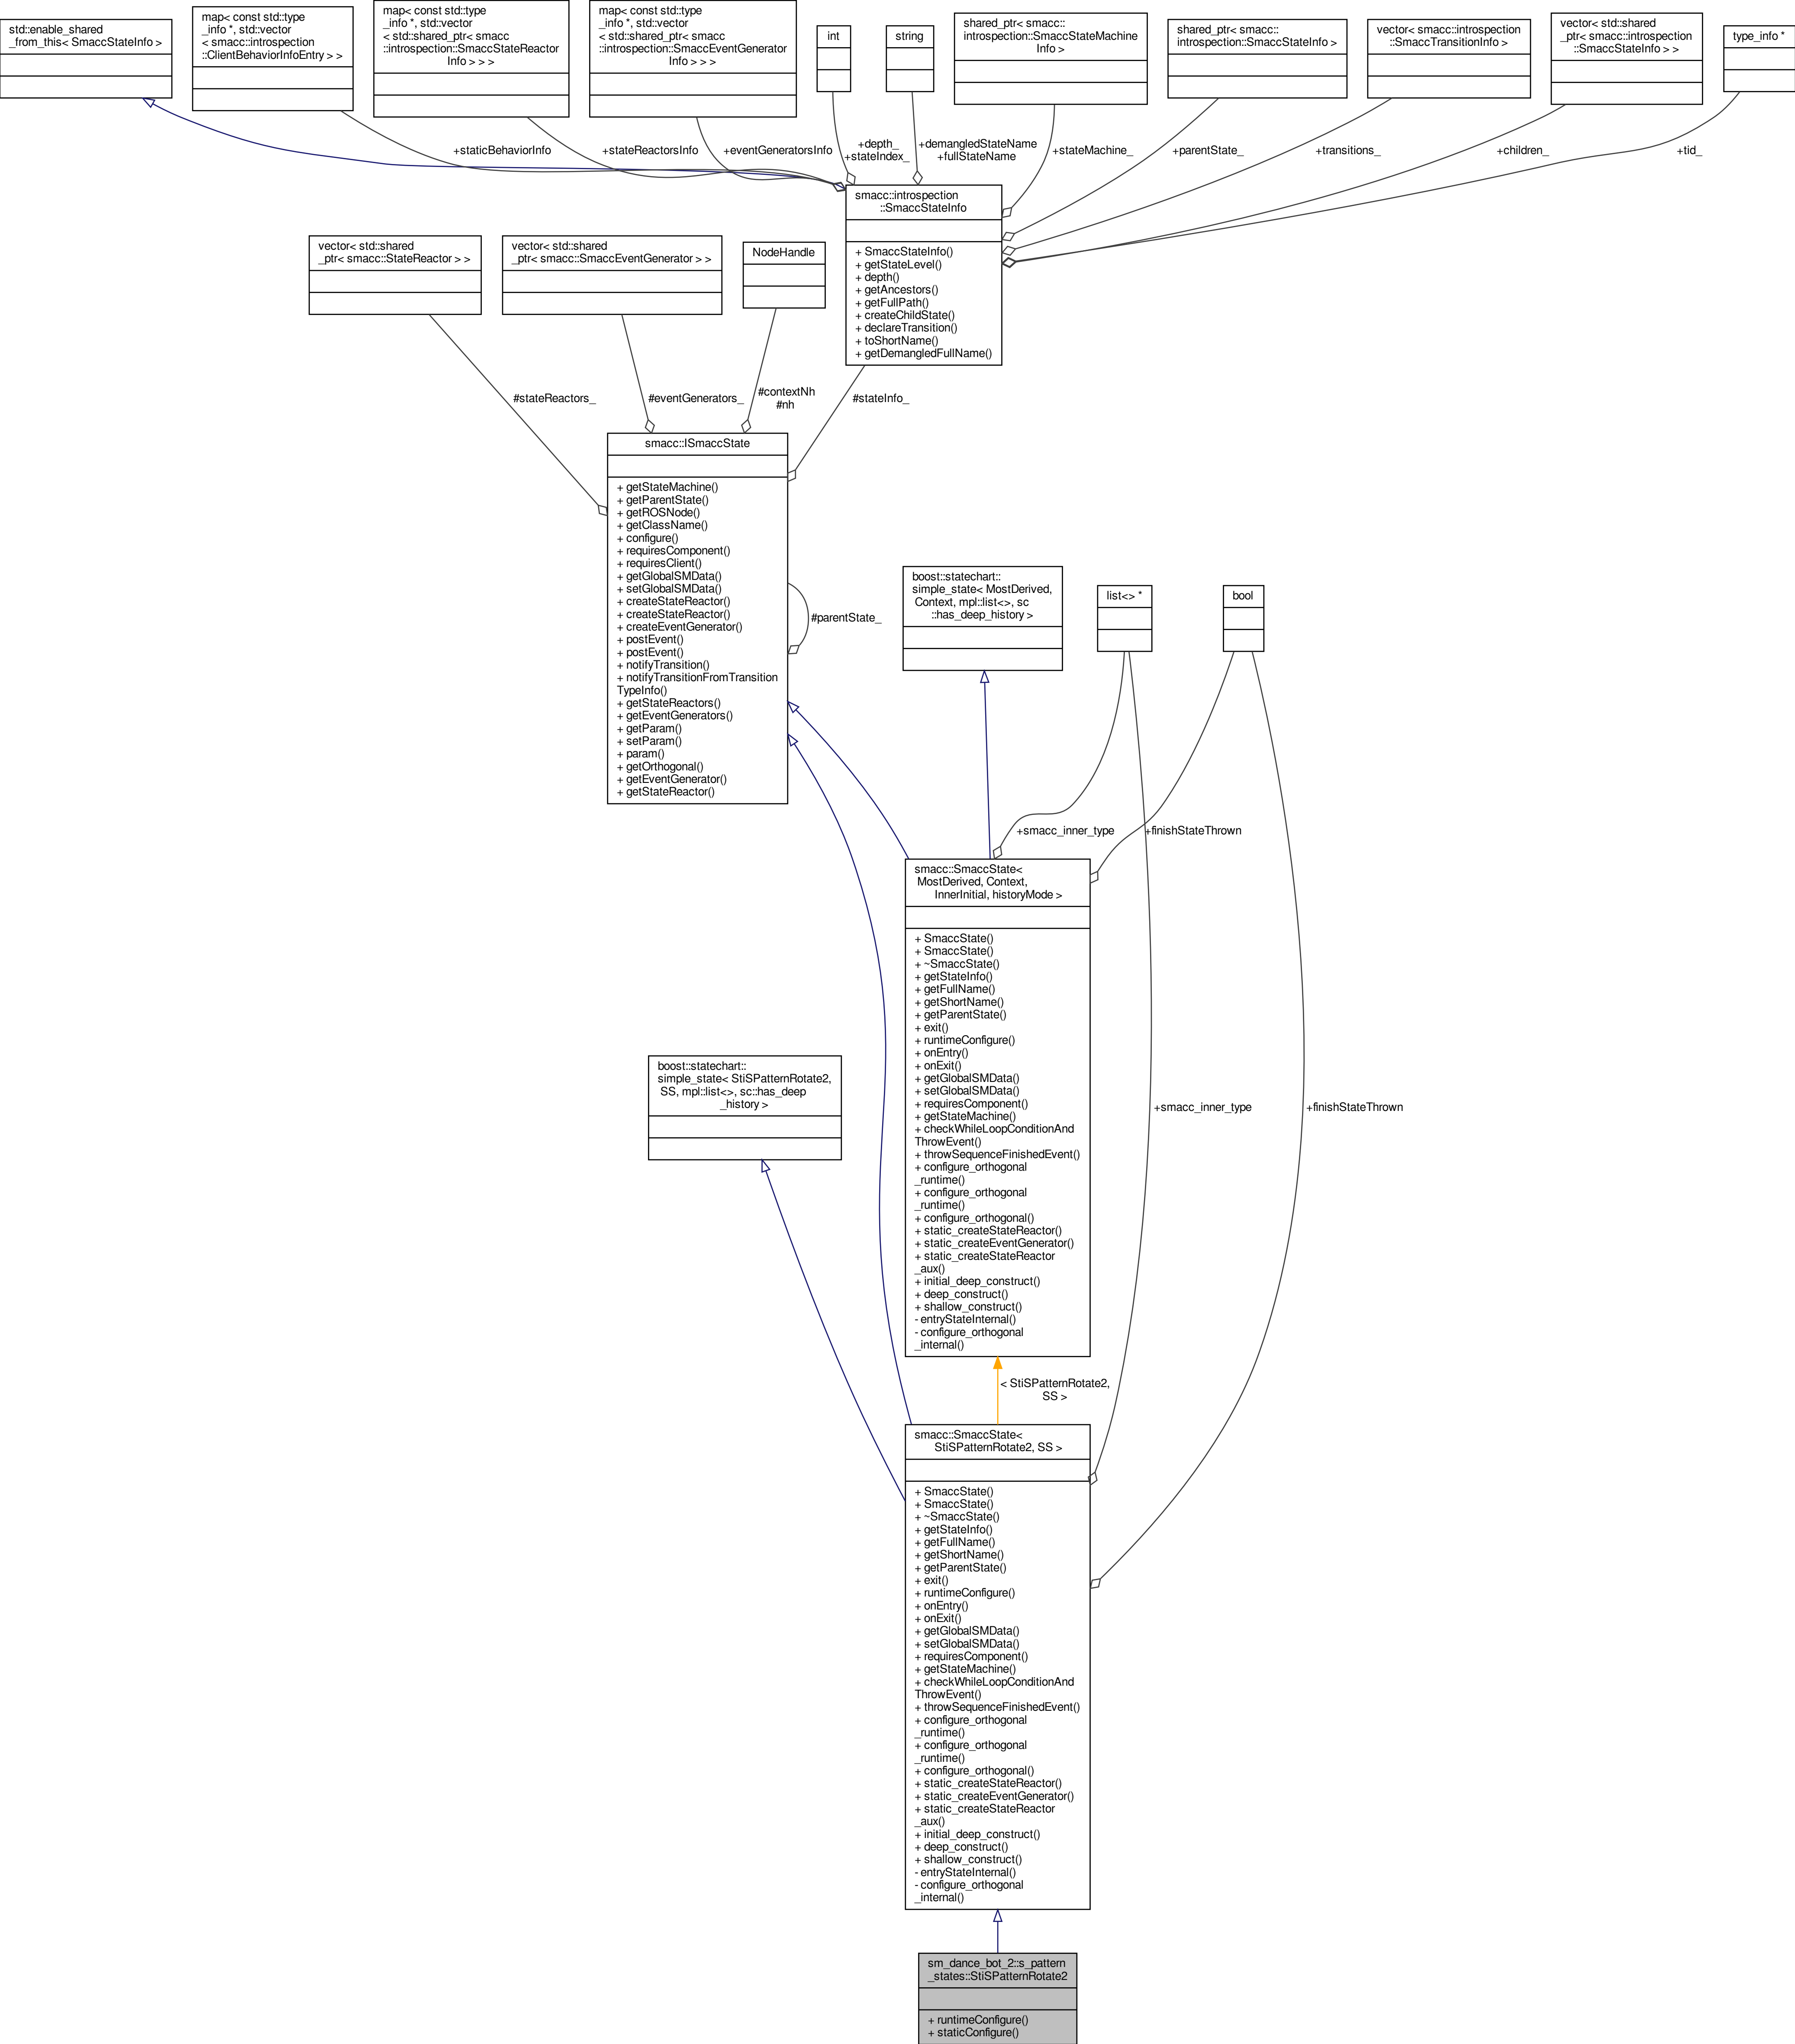 std::enable_shared
_from_this< SmaccStateInfo >
map< const std::type
_info *, std::vector
< smacc::introspection
::ClientBehaviorInfoEntry > >
map< const std::type
_info *, std::vector
< std::shared_ptr< smacc
::introspection::SmaccStateReactor
Info > > >
map< const std::type
_info *, std::vector
< std::shared_ptr< smacc
::introspection::SmaccEventGenerator
Info > > >
int
string
shared_ptr< smacc::
introspection::SmaccStateMachine
Info >
shared_ptr< smacc::
introspection::SmaccStateInfo >
vector< smacc::introspection
::SmaccTransitionInfo >
vector< std::shared
_ptr< smacc::introspection
::SmaccStateInfo > >
type_info *
+staticBehaviorInfo
+stateReactorsInfo
+eventGeneratorsInfo
+depth_
+stateIndex_
+demangledStateName
+fullStateName
+stateMachine_
+parentState_
+transitions_
+children_
+tid_
smacc::introspection
::SmaccStateInfo
+ SmaccStateInfo()
+ getStateLevel()
+ depth()
+ getAncestors()
+ getFullPath()
+ createChildState()
+ declareTransition()
+ toShortName()
+ getDemangledFullName()
vector< std::shared
_ptr< smacc::StateReactor > >
vector< std::shared
_ptr< smacc::SmaccEventGenerator > >
NodeHandle
#stateReactors_
#eventGenerators_
#contextNh
#nh
#stateInfo_
smacc::ISmaccState
+ getStateMachine()
+ getParentState()
+ getROSNode()
+ getClassName()
+ configure()
+ requiresComponent()
+ requiresClient()
+ getGlobalSMData()
+ setGlobalSMData()
+ createStateReactor()
+ createStateReactor()
+ createEventGenerator()
+ postEvent()
+ postEvent()
+ notifyTransition()
+ notifyTransitionFromTransition
TypeInfo()
+ getStateReactors()
+ getEventGenerators()
+ getParam()
+ setParam()
+ param()
+ getOrthogonal()
+ getEventGenerator()
+ getStateReactor()
#parentState_
boost::statechart::
simple_state< MostDerived,
Context, mpl::list<>, sc
::has_deep_history >
list<> *
bool
+smacc_inner_type
+finishStateThrown
smacc::SmaccState<
MostDerived, Context,
InnerInitial, historyMode >
+ SmaccState()
+ SmaccState()
+ ~SmaccState()
+ getStateInfo()
+ getFullName()
+ getShortName()
+ getParentState()
+ exit()
+ runtimeConfigure()
+ onEntry()
+ onExit()
+ getGlobalSMData()
+ setGlobalSMData()
+ requiresComponent()
+ getStateMachine()
+ checkWhileLoopConditionAnd
ThrowEvent()
+ throwSequenceFinishedEvent()
+ configure_orthogonal
_runtime()
+ configure_orthogonal
_runtime()
+ configure_orthogonal()
+ static_createStateReactor()
+ static_createEventGenerator()
+ static_createStateReactor
_aux()
+ initial_deep_construct()
+ deep_construct()
+ shallow_construct()
- entryStateInternal()
- configure_orthogonal
_internal()
boost::statechart::
simple_state< StiSPatternRotate2,
SS, mpl::list<>, sc::has_deep
_history >
+smacc_inner_type
+finishStateThrown
< StiSPatternRotate2,
SS >
smacc::SmaccState<
StiSPatternRotate2, SS >
+ SmaccState()
+ SmaccState()
+ ~SmaccState()
+ getStateInfo()
+ getFullName()
+ getShortName()
+ getParentState()
+ exit()
+ runtimeConfigure()
+ onEntry()
+ onExit()
+ getGlobalSMData()
+ setGlobalSMData()
+ requiresComponent()
+ getStateMachine()
+ checkWhileLoopConditionAnd
ThrowEvent()
+ throwSequenceFinishedEvent()
+ configure_orthogonal
_runtime()
+ configure_orthogonal
_runtime()
+ configure_orthogonal()
+ static_createStateReactor()
+ static_createEventGenerator()
+ static_createStateReactor
_aux()
+ initial_deep_construct()
+ deep_construct()
+ shallow_construct()
- entryStateInternal()
- configure_orthogonal
_internal()
sm_dance_bot_2::s_pattern
_states::StiSPatternRotate2
+ runtimeConfigure()
+ staticConfigure()